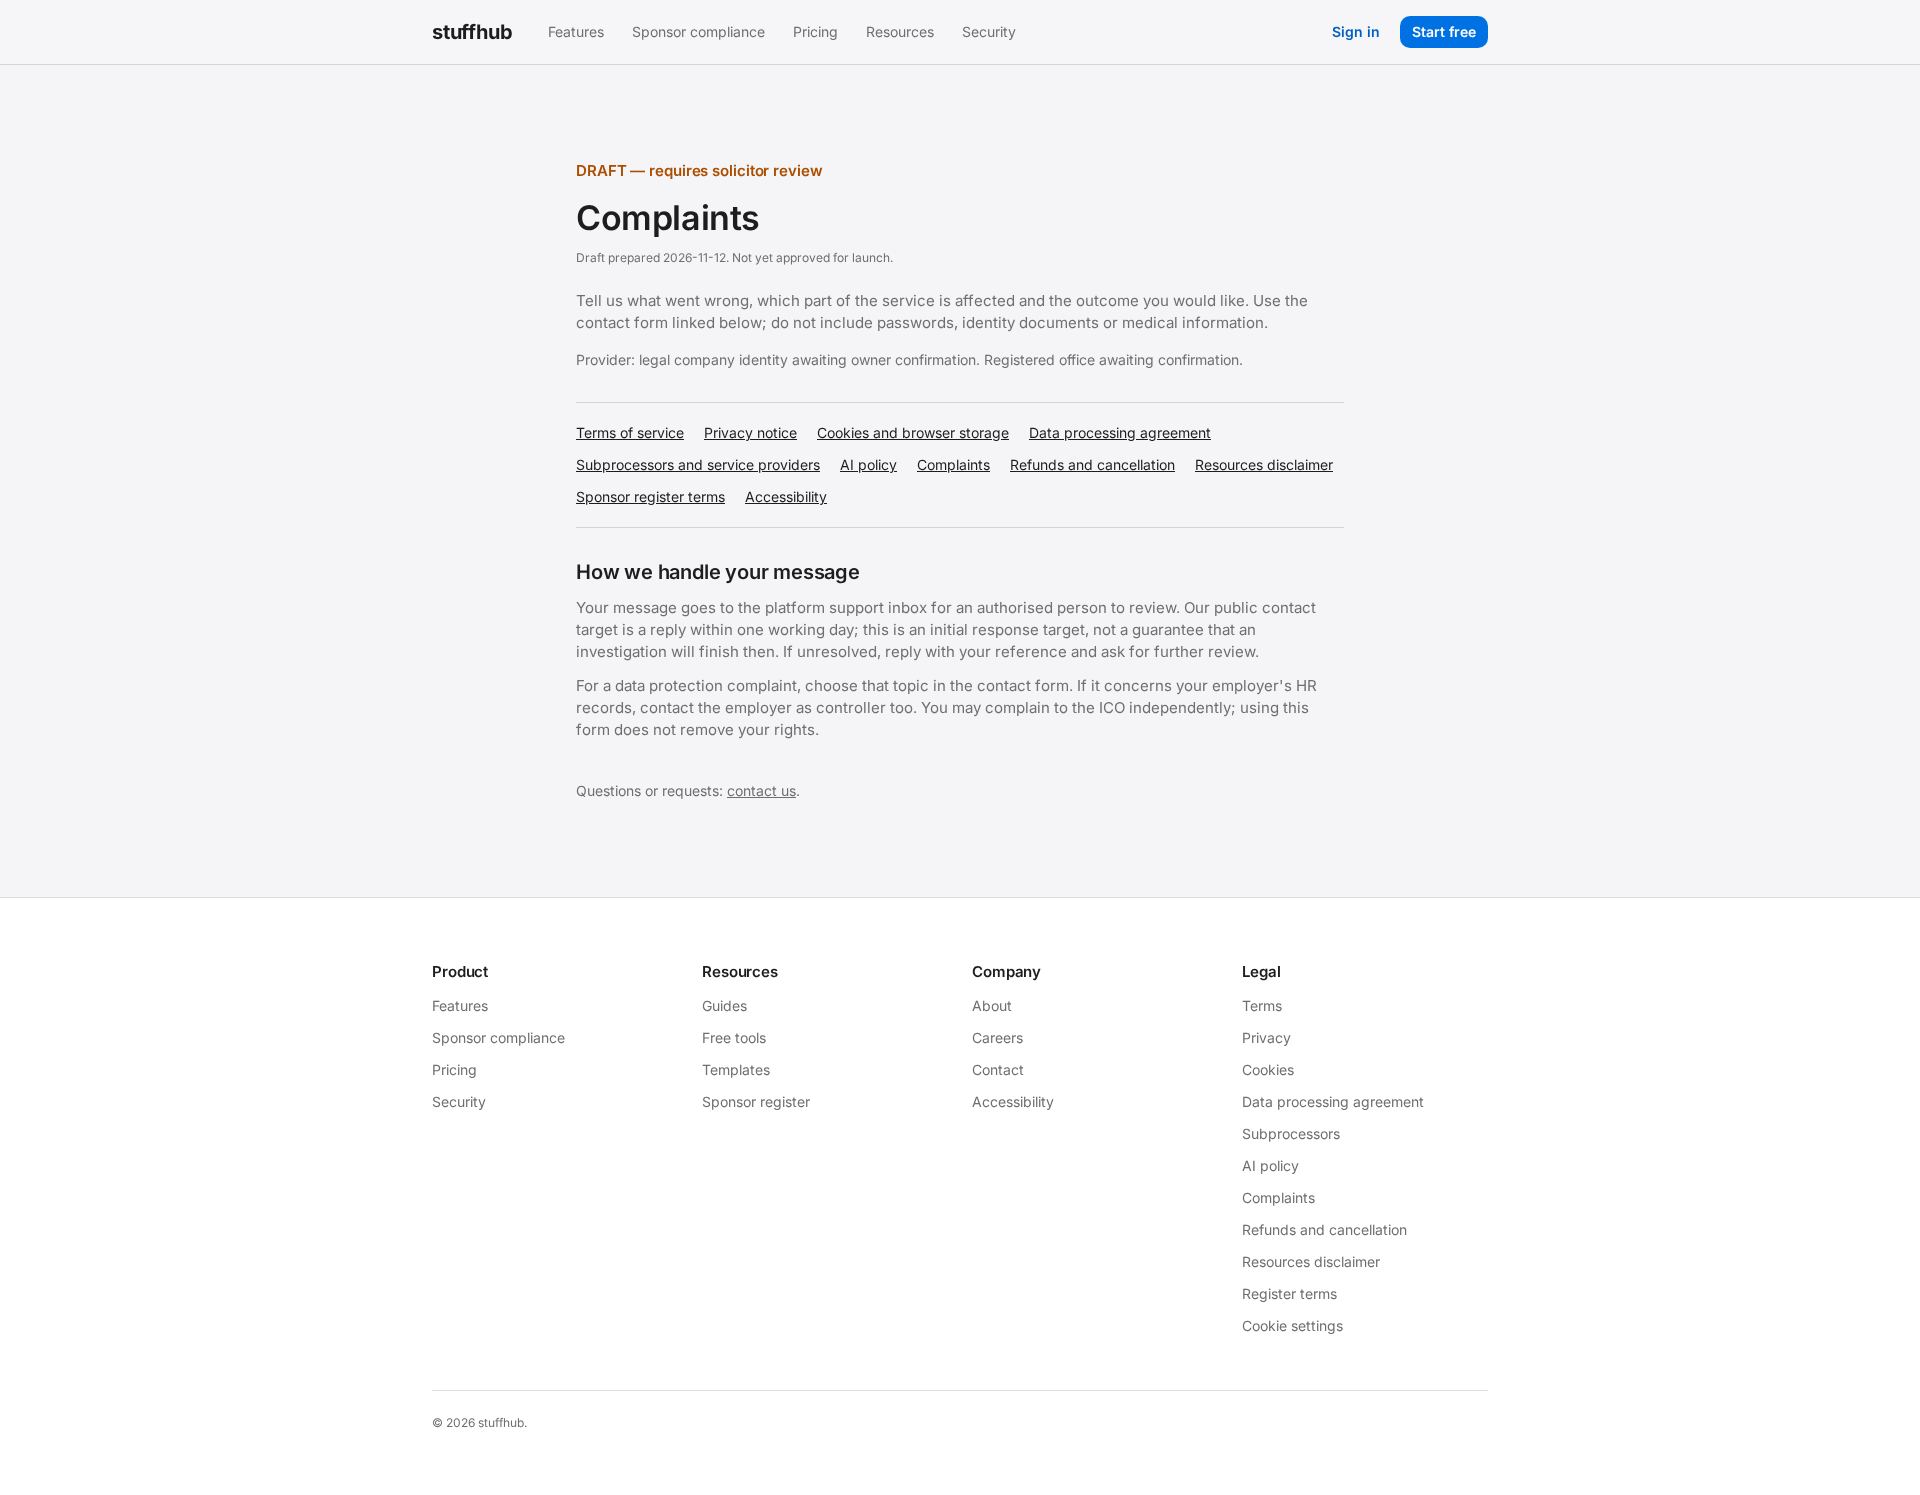 stuffhub Features Sponsor compliance Pricing Resources Security Sign in Start free
DRAFT — requires solicitor review
Complaints
Draft prepared 2026-11-12. Not yet approved for launch.
Tell us what went wrong, which part of the service is affected and the outcome you would like. Use the
contact form linked below; do not include passwords, identity documents or medical information.
Provider: legal company identity awaiting owner confirmation. Registered office awaiting confirmation.
Terms of service Privacy notice Cookies and browser storage Data processing agreement
Subprocessors and service providers AI policy Complaints Refunds and cancellation Resources disclaimer
Sponsor register terms Accessibility
How we handle your message
Your message goes to the platform support inbox for an authorised person to review. Our public contact
target is a reply within one working day; this is an initial response target, not a guarantee that an
investigation will finish then. If unresolved, reply with your reference and ask for further review.
For a data protection complaint, choose that topic in the contact form. If it concerns your employer's HR
records, contact the employer as controller too. You may complain to the ICO independently; using this
form does not remove your rights.
Questions or requests: contact us.
Product
Features
Sponsor compliance
Pricing
Security
Resources
Guides
Free tools
Templates
Sponsor register
Company
About
Careers
Contact
Accessibility
Legal
Terms
Privacy
Cookies
Data processing agreement
Subprocessors
AI policy
Complaints
Refunds and cancellation
Resources disclaimer
Register terms
Cookie settings
© 2026 stuffhub.